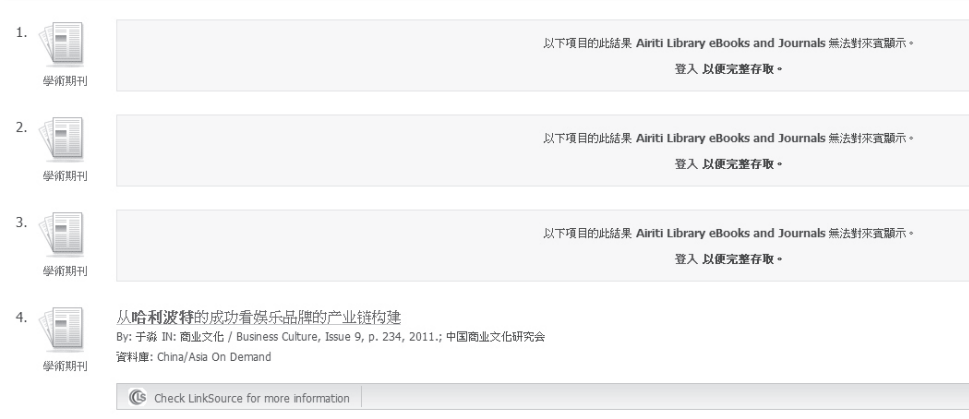 1.
學術期刊
以下項目的此結果 Airiti Library eBooks and Journals 無法對來賓顯示。
登入 以便完整存取。
2.
學術期刊
以下項目的此結果 Airiti Library eBooks and Journals 無法對來賓顯示。
登入 以便完整存取。
3.
學術期刊
以下項目的此結果 Airiti Library eBooks and Journals 無法對來賓顯示。
登入 以便完整存取。
4.
學術期刊
从哈利波特的成功看娱乐品牌的产业链构建
By: 于淼 IN: 商业文化 / Business Culture, Issue 9, p. 234, 2011.; 中国商业文化研究会
資料庫: China/Asia On Demand
LS Check LinkSource for more information